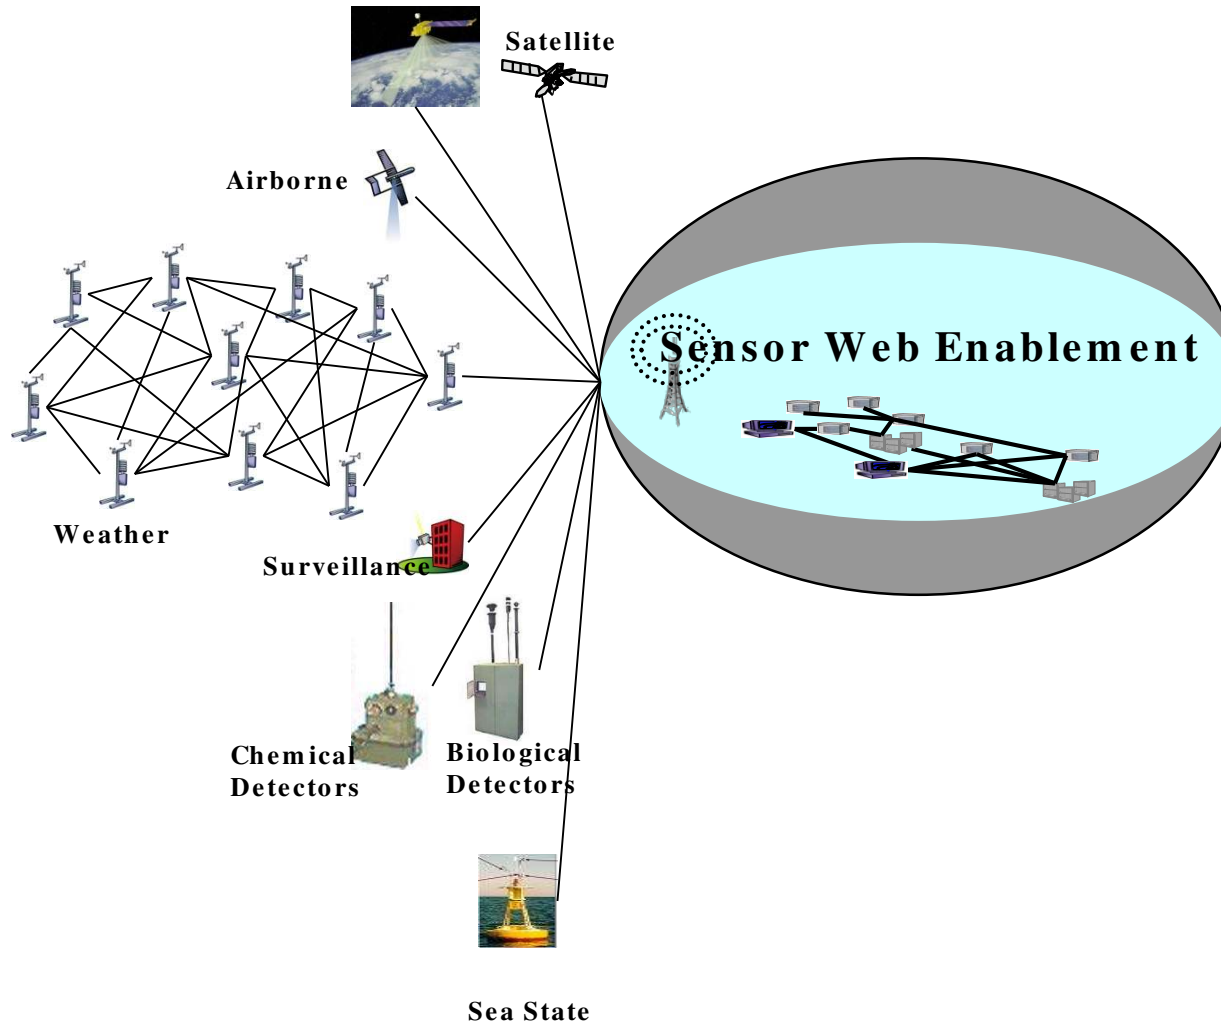 Satellite
Airborne
Sensor Web Enablement
Weather
Surveillance
Chemical
Detectors
Biological
Detectors
Sea State